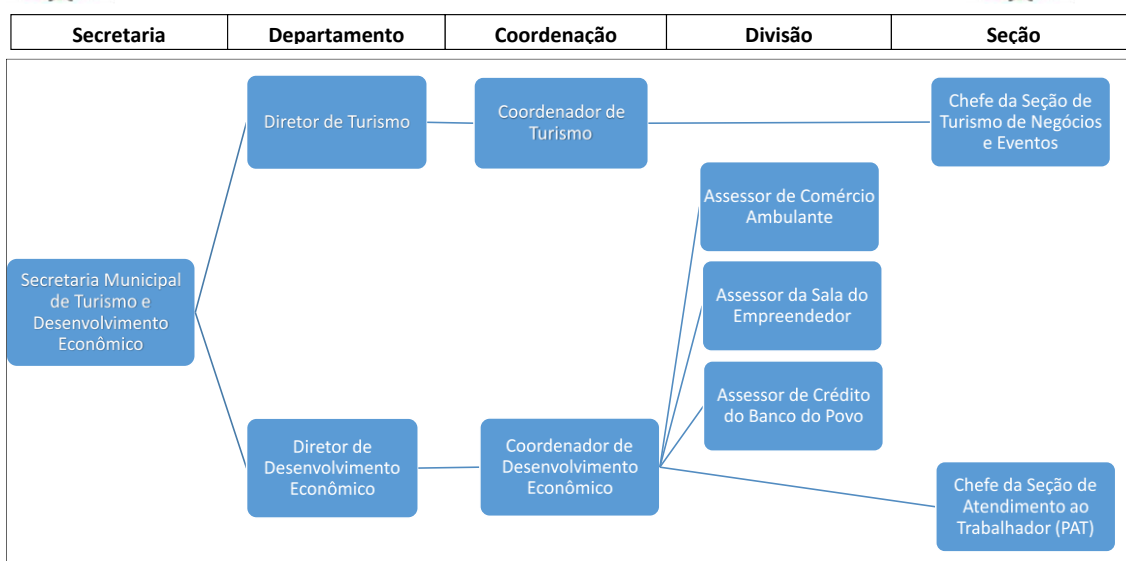 Secretaria
Departamento
Coordenação
Divisão
Seção
Diretor de Turismo
Coordenador de
Turismo
Chefe da Seção de
Turismo de Negócios
e Eventos
Assessor de Comércio
Ambulante
Secretaria Municipal
de Turismo e
Desenvolvimento
Econômico
Assessor da Sala do
Empreendedor
Assessor de Crédito
do Banco do Povo
Diretor de
Desenvolvimento
Econômico
Coordenador de
Desenvolvimento
Econômico
Chefe da Seção de
Atendimento ao
Trabalhador (PAT)